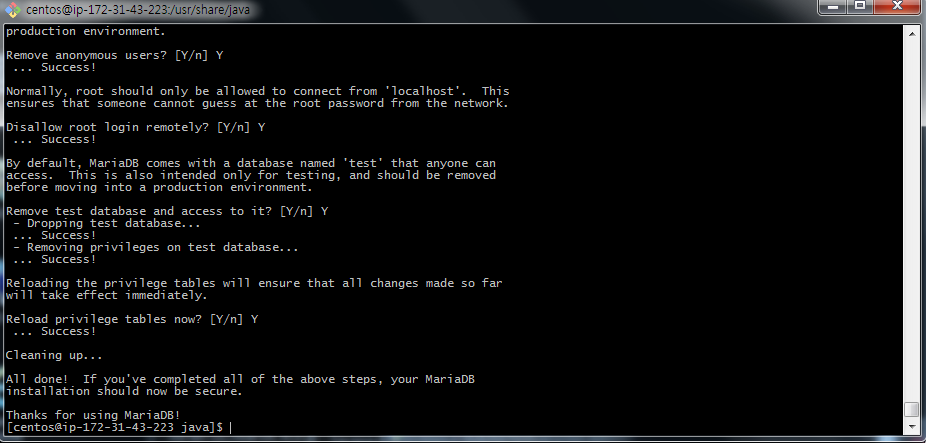 centos@ip-172-31-43-223:/usr/share/java
production environment.
Remove anonymous users? [Y/n] Y
... Success!
Normally, root should only be allowed to connect from 'localhost'.  This
ensures that someone cannot guess at the root password from the network.
Disallow root login remotely? [Y/n] Y
... Success!
By default, MariaDB comes with a database named 'test' that anyone can
access.  This is also intended only for testing, and should be removed
before moving into a production environment.
Remove test database and access to it? [Y/n] Y
- Dropping test database...
... Success!
- Removing privileges on test database...
... Success!
Reloading the privilege tables will ensure that all changes made so far
will take effect immediately.
Reload privilege tables now? [Y/n] Y
... Success!
Cleaning up...
All done!  If you've completed all of the above steps, your MariaDB
installation should now be secure.
Thanks for using MariaDB!
[centos@ip-172-31-43-223 java]$